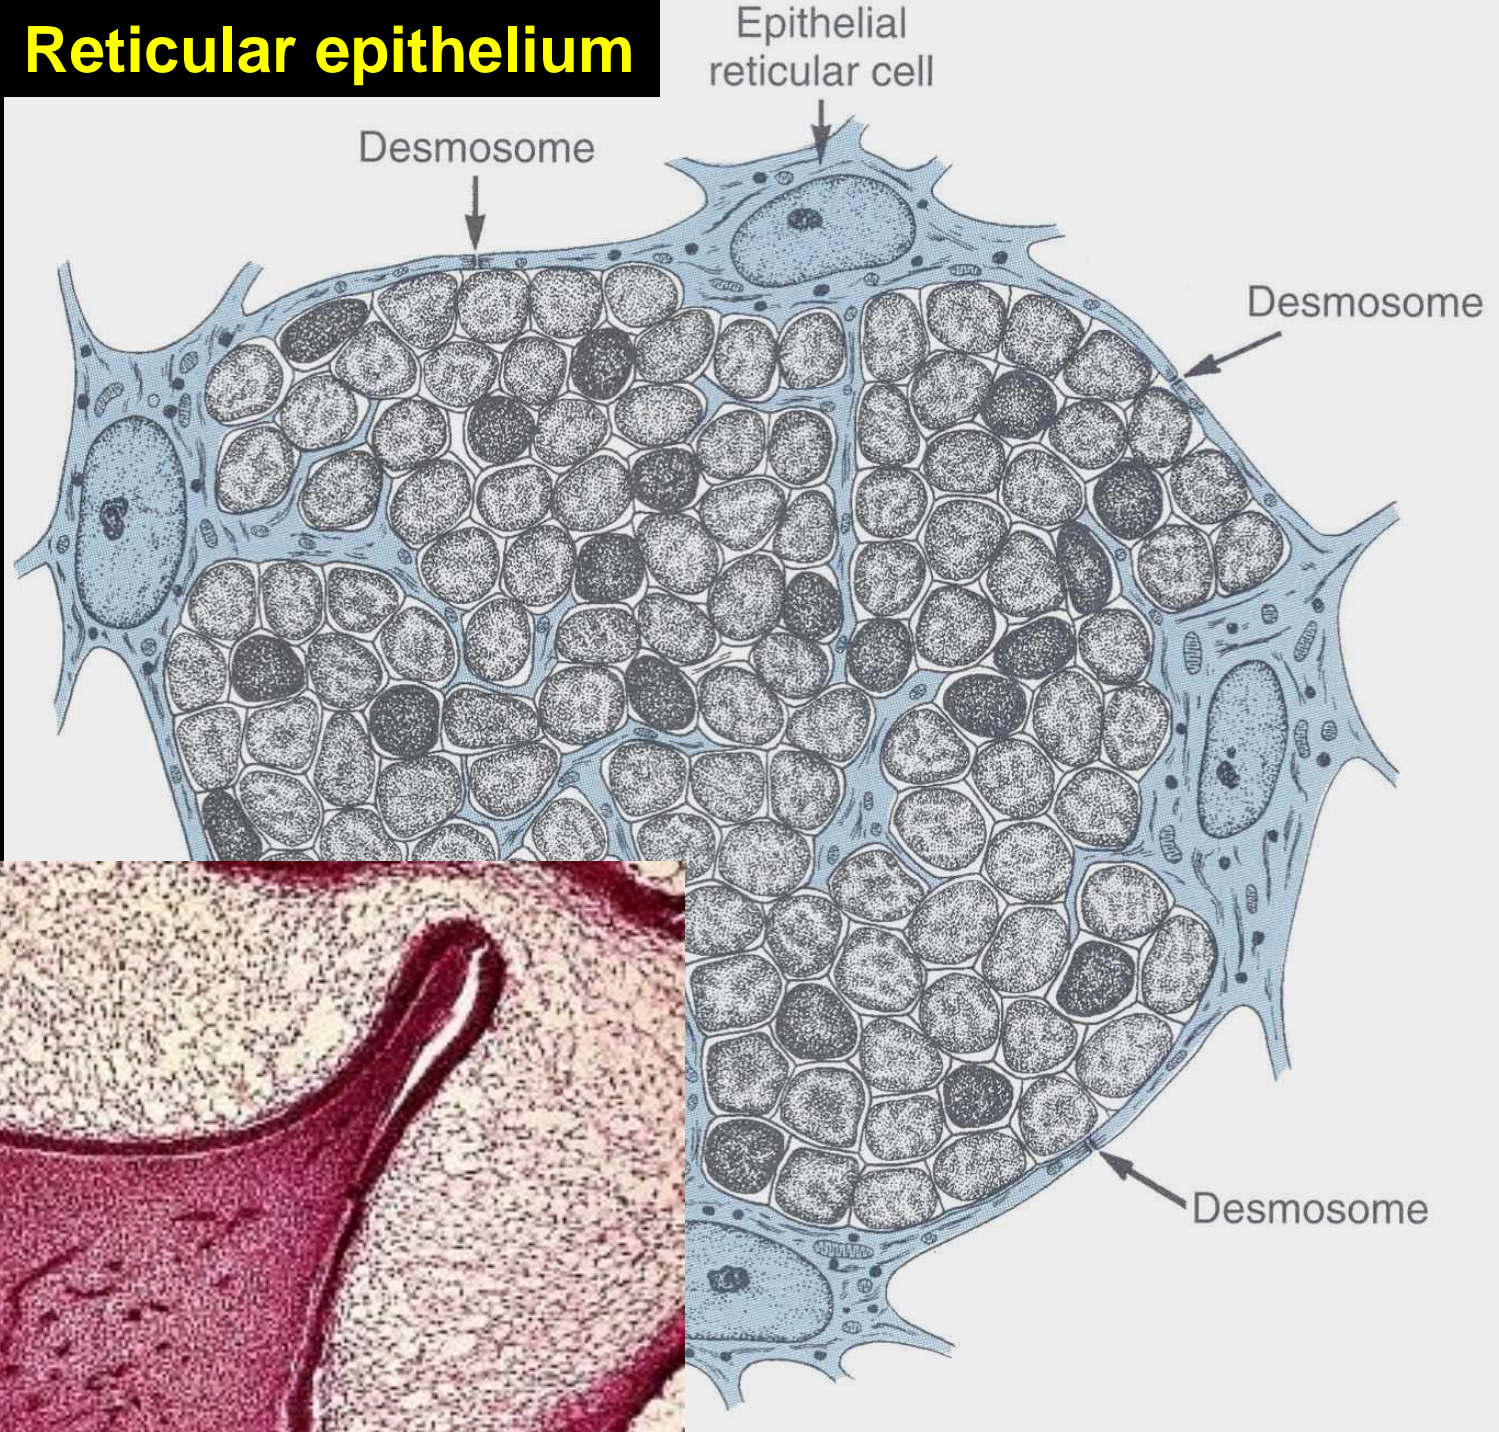 Reticular epithelium
Epithelial
reticular cell
Desmosome
Desmosome
Desmosome